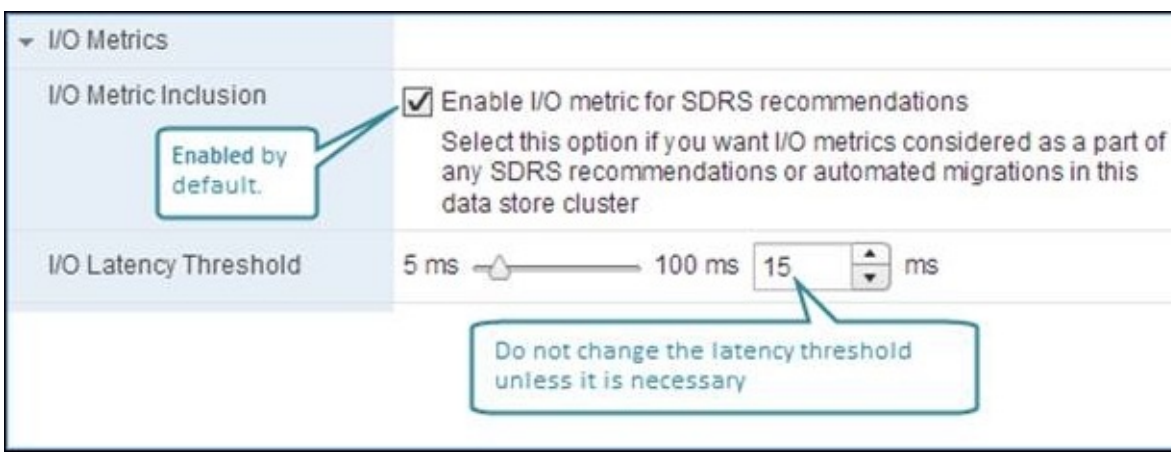 I/O Metrics
I/O Metric Inclusion
Enable I/O metric for SDRS recommendations
Select this option if you want I/O metrics considered as a part of
any SDRS recommendations or automated migrations in this
data store cluster
Enabled by
default.
I/O Latency Threshold
5 ms 100 ms 15 ms
Do not change the latency threshold
unless it is necessary